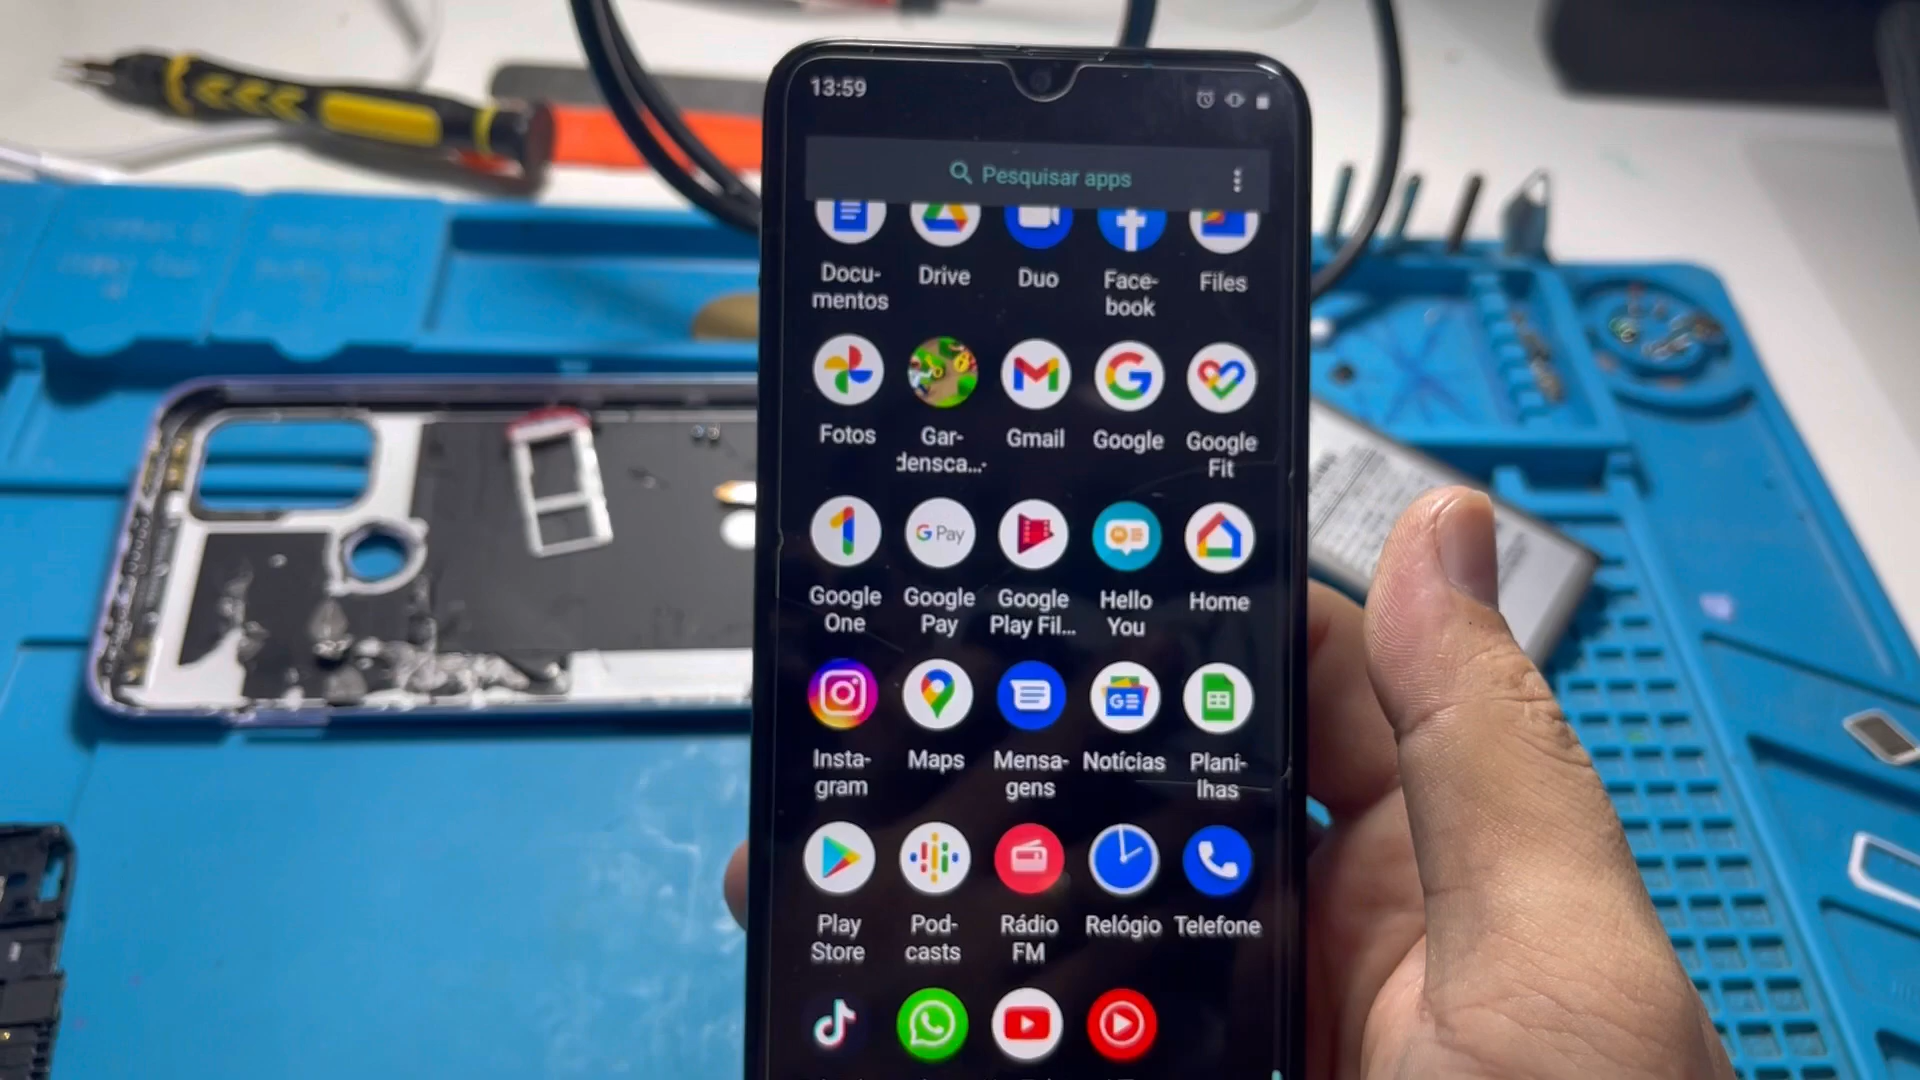 13:59
Pesquisar apps
Docu-
mentos
Drive
Duo
Face-
book
Files
Fotos
Gar-
densca...
Gmail
Google
Google
Fit
G Pay
Google
One
Google
Pay
Google
Play Fil...
Hello
You
Home
GE
Insta-
gram
Maps
Mensa-
gens
Notícias
Plani-
lhas
Play
Store
Pod-
casts
Rádio
FM
Relógio
Telefone